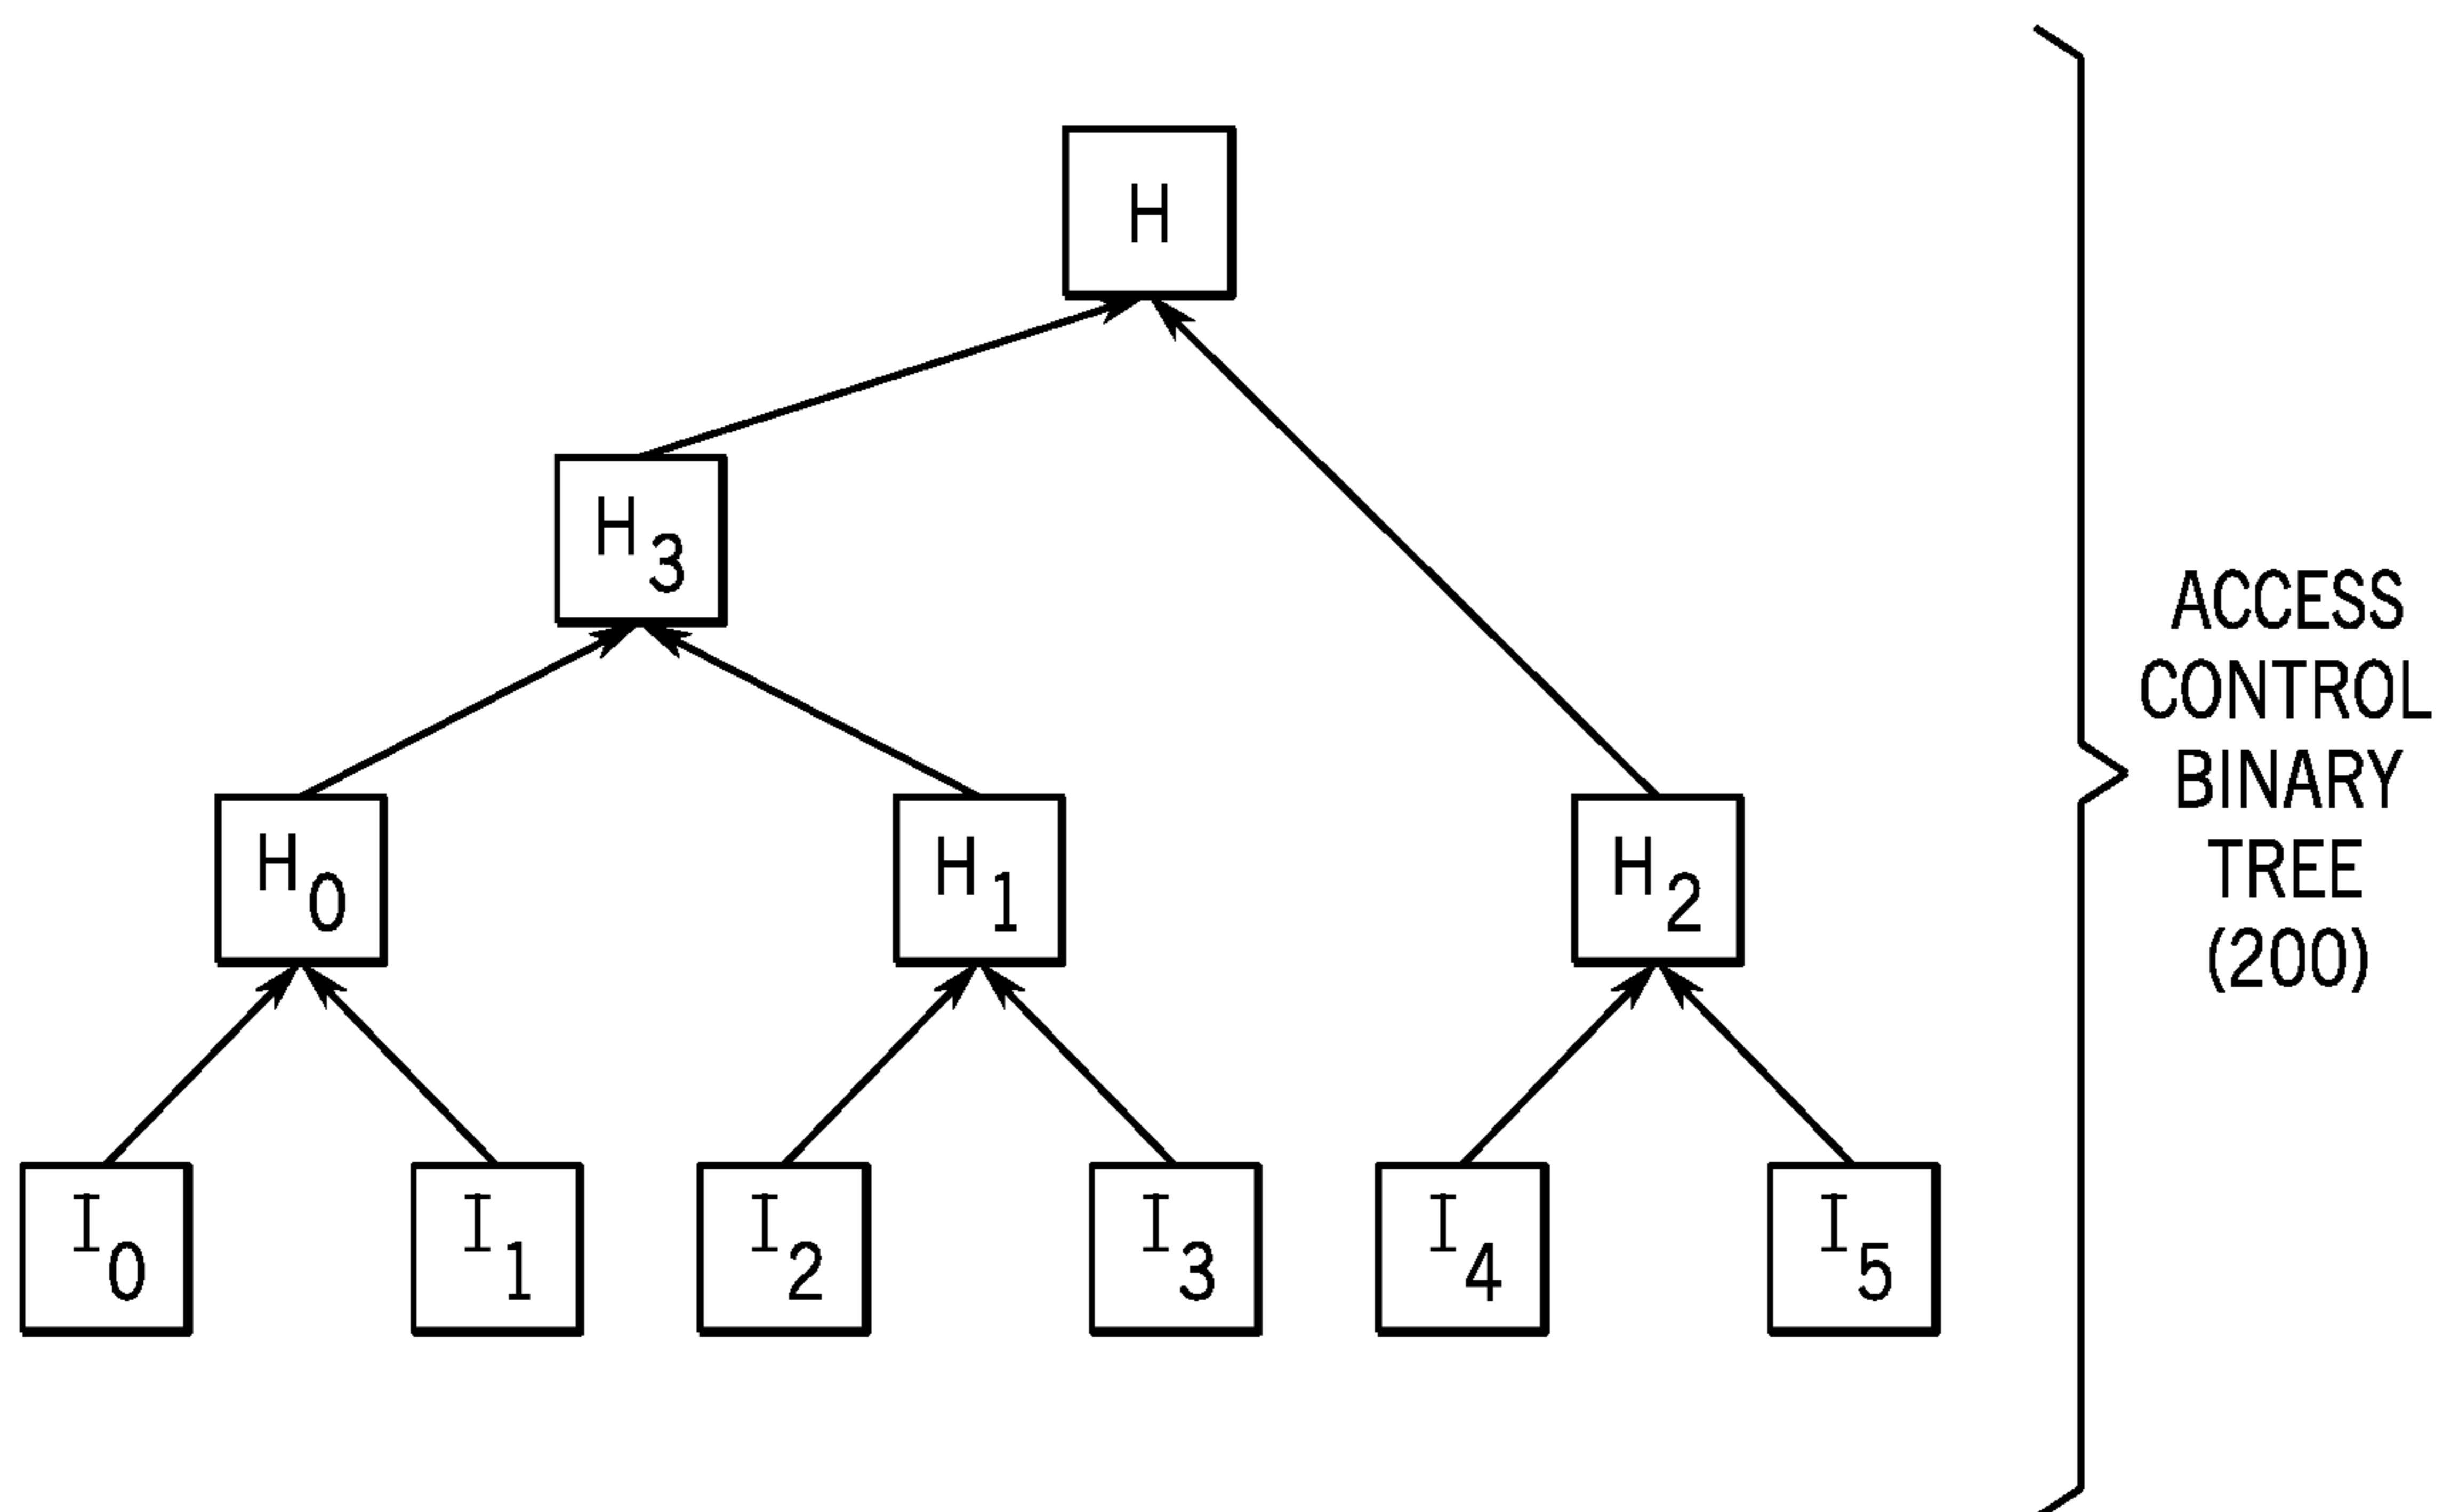 H
H3
H0
H1
H2
I0
I1
I2
I3
I4
I5
ACCESS
CONTROL
BINARY
TREE
(200)